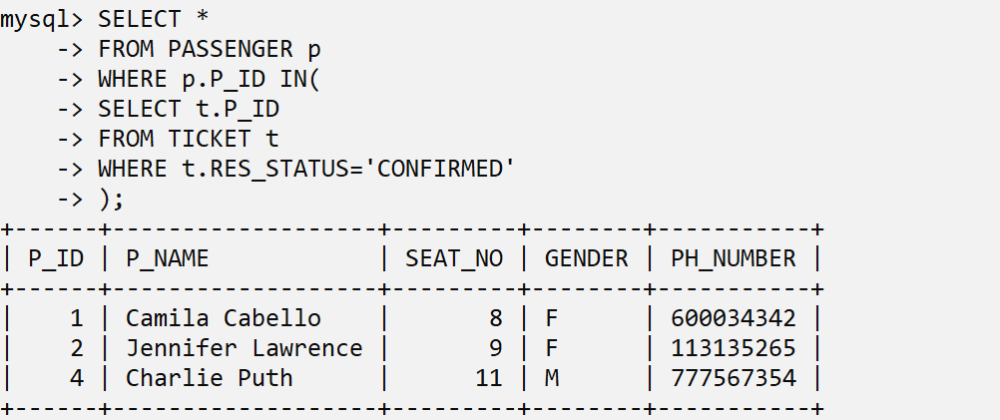 mysql> SELECT *
    -> FROM PASSENGER p
    -> WHERE p.P_ID IN(
    -> SELECT t.P_ID
    -> FROM TICKET t
    -> WHERE t.RES_STATUS='CONFIRMED'
    -> );
+------+-------------------+---------+--------+-----------+
| P_ID | P_NAME            | SEAT_NO | GENDER | PH_NUMBER |
+------+-------------------+---------+--------+-----------+
|    1 | Camila Cabello    |       8 | F      | 600034342 |
|    2 | Jennifer Lawrence |       9 | F      | 113135265 |
|    4 | Charlie Puth      |      11 | M      | 777567354 |
+------+-------------------+---------+--------+-----------+